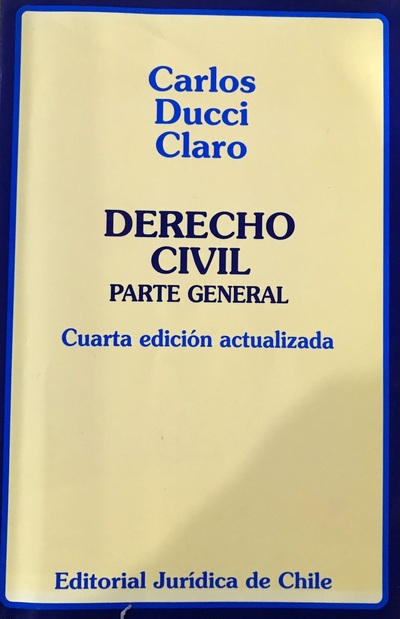 Carlos
Ducci
Claro
DERECHO
CIVIL
PARTE GENERAL
Cuarta edición actualizada
Editorial Jurídica de Chile